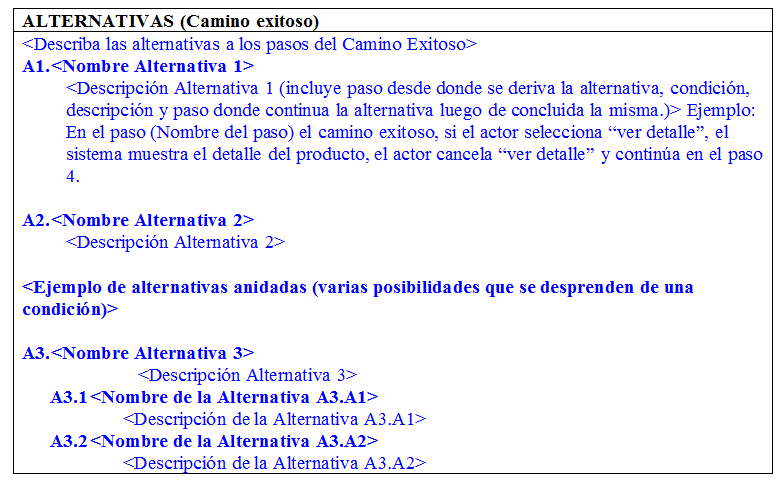 ALTERNATIVAS (Camino exitoso)
<Describa las alternativas a los pasos del Camino Exitoso>
A1.<Nombre Alternativa 1>
<Descripción Alternativa 1 (incluye paso desde donde se deriva la alternativa, condición,
descripción y paso donde continua la alternativa luego de concluida la misma.)> Ejemplo:
En el paso (Nombre del paso) el camino exitoso, si el actor selecciona “ver detalle”, el
sistema muestra el detalle del producto, el actor cancela “ver detalle” y continúa en el paso
4.
A2.<Nombre Alternativa 2>
<Descripción Alternativa 2>
<Ejemplo de alternativas anidadas (varias posibilidades que se desprenden de una
condición)>
A3.<Nombre Alternativa 3>
<Descripción Alternativa 3>
A3.1<Nombre de la Alternativa A3.A1>
<Descripción de la Alternativa A3.A1>
A3.2<Nombre de la Alternativa A3.A2>
<Descripción de la Alternativa A3.A2>